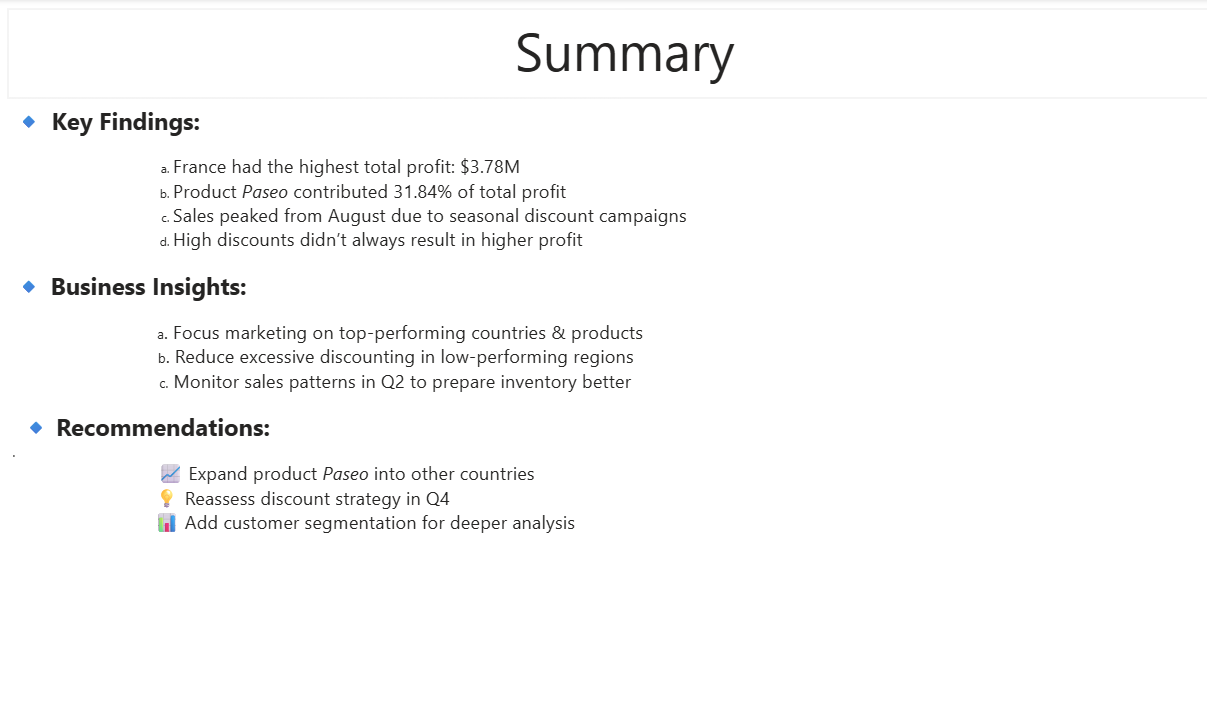 Summary
🔹 Key Findings:
a. France had the highest total profit: $3.78M
b. Product Paseo contributed 31.84% of total profit
c. Sales peaked from August due to seasonal discount campaigns
d. High discounts didn’t always result in higher profit
🔹 Business Insights:
a. Focus marketing on top-performing countries & products
b. Reduce excessive discounting in low-performing regions
c. Monitor sales patterns in Q2 to prepare inventory better
🔹 Recommendations:
.
📈 Expand product Paseo into other countries
💡 Reassess discount strategy in Q4
📊 Add customer segmentation for deeper analysis